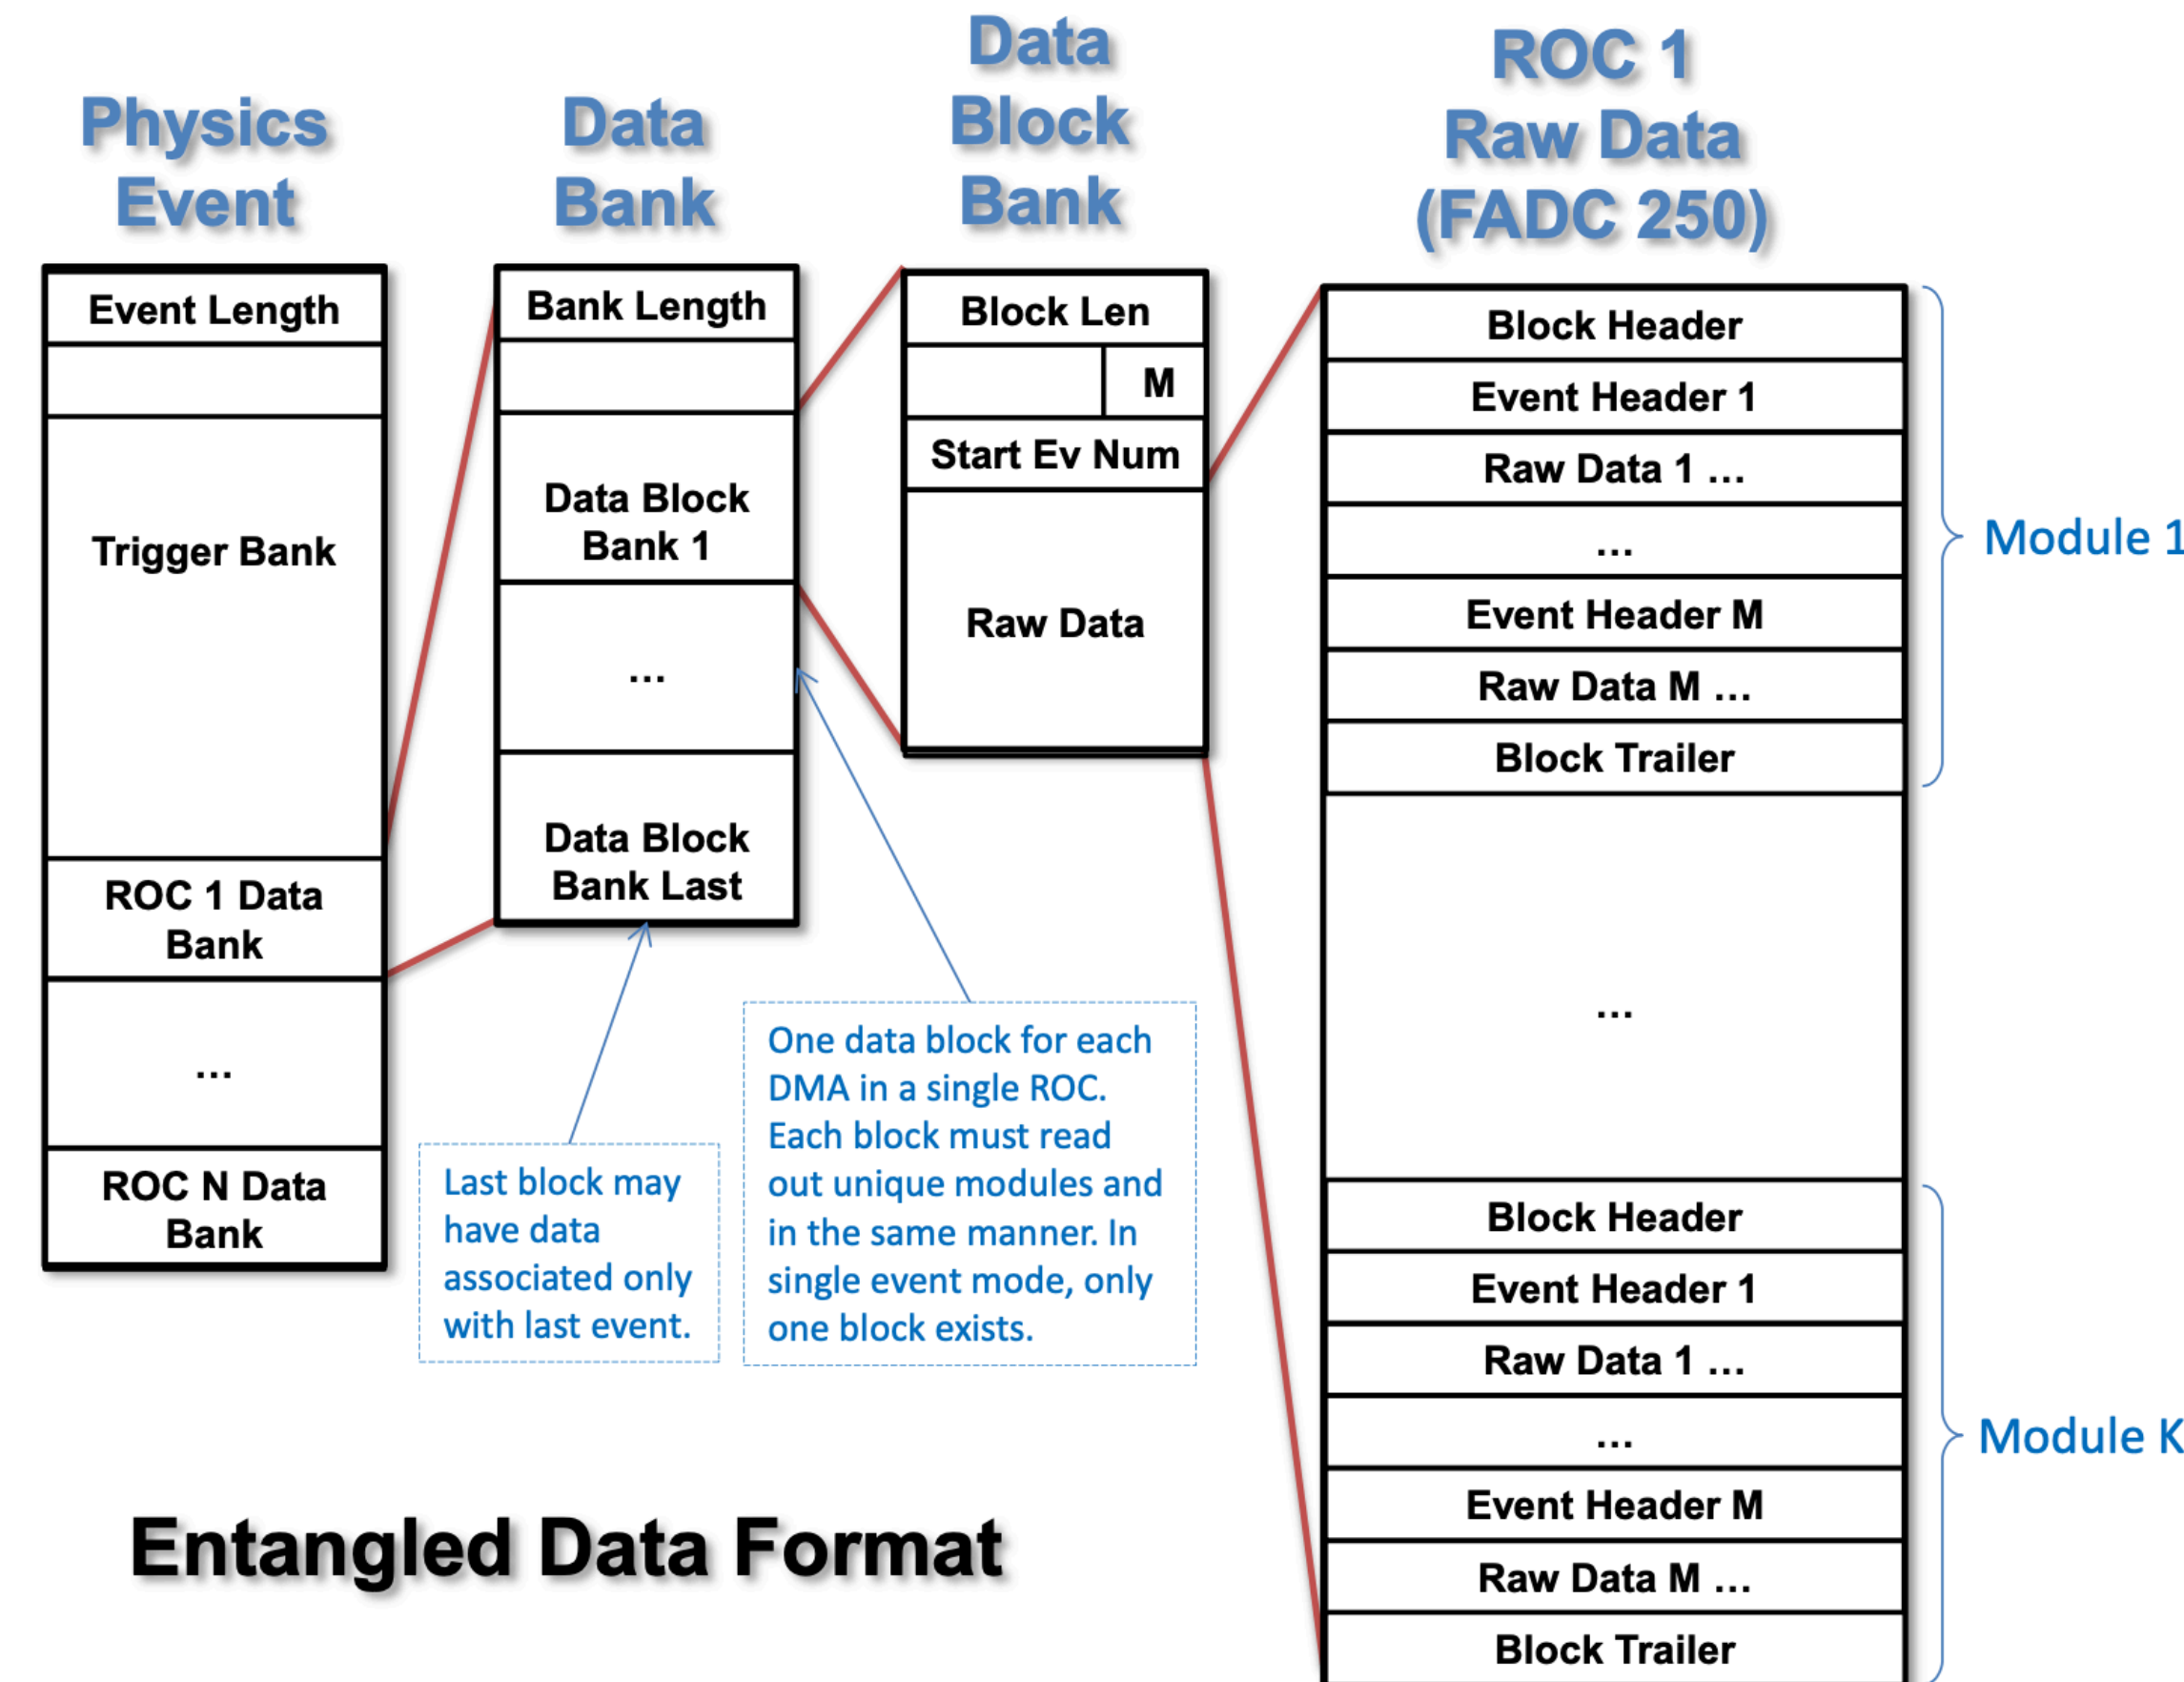 Physics
Event
Event Length
Trigger Bank
ROC 1 Data
Bank
...
ROC N Data
Bank
Data
Bank
Bank Length
Data Block
Bank 1
...
Data Block
Bank Last
Last block may
have data
associated only
with last event.
One data block for each
DMA in a single ROC.
Each block must read
out unique modules and
in the same manner. In
single event mode, only
one block exists.
Data
Block
Bank
Block Len
M
Start Ev Num
Raw Data
ROC 1
Raw Data
(FADC 250)
Block Header
Event Header 1
Raw Data 1 ...
...
Event Header M
Raw Data M ...
Block Trailer
Module 1
...
Block Header
Event Header 1
Raw Data 1 ...
...
Event Header M
Raw Data M ...
Block Trailer
Module K
Entangled Data Format